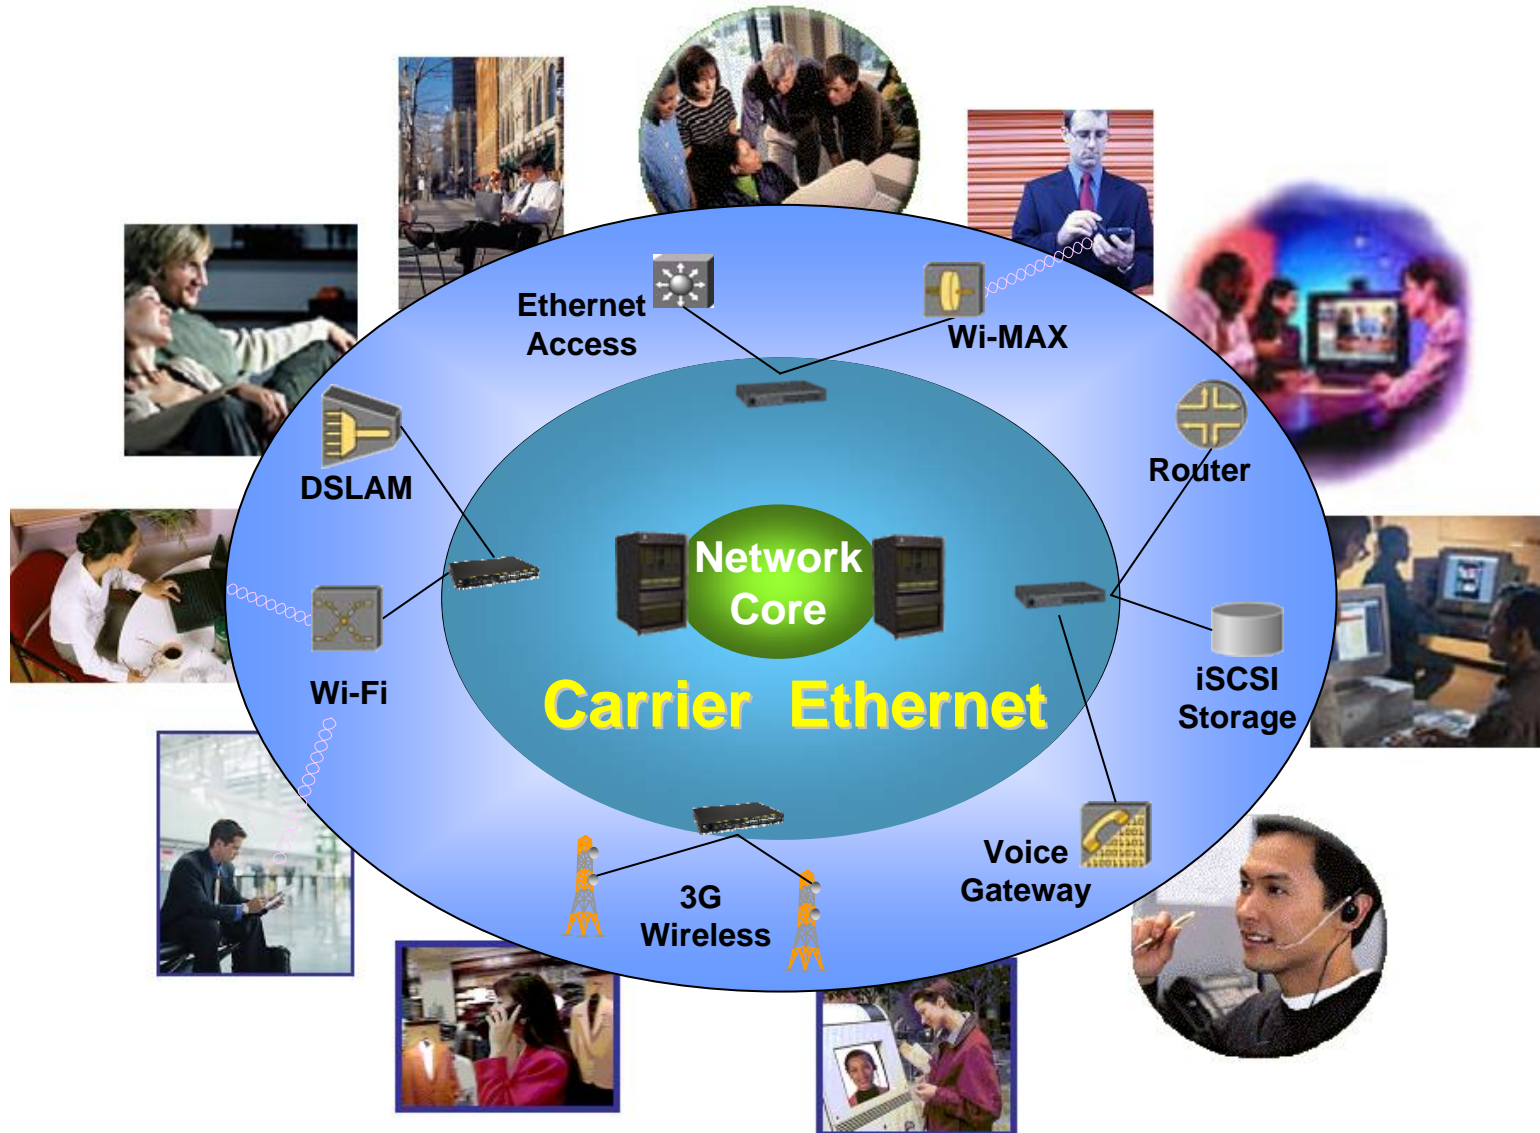 Ethernet
Access
Wi-MAX
DSLAM
Router
Network
Core
Wi-Fi
iSCSI
Storage
Carrier Ethernet
Voice
Gateway
3G
Wireless